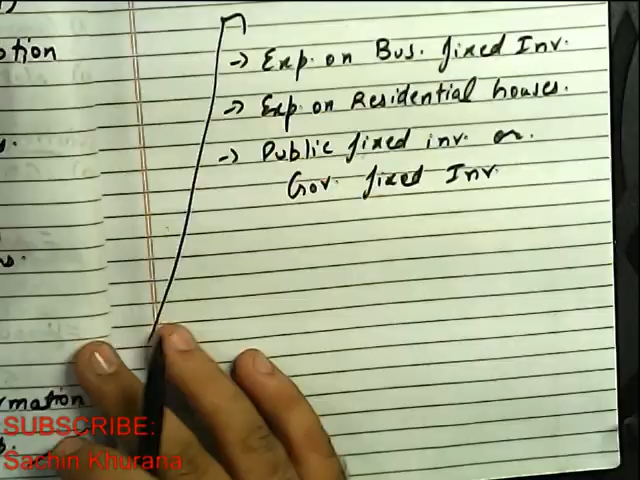 otion
→ Exp. on Bus. fixed Inv.
→ Exp. on Residential houses.
→ Public fixed inv. or.
Gov. fixed Inv.
s.
ns.
rmation
SUBSCRIBE:
Sachin Khurana